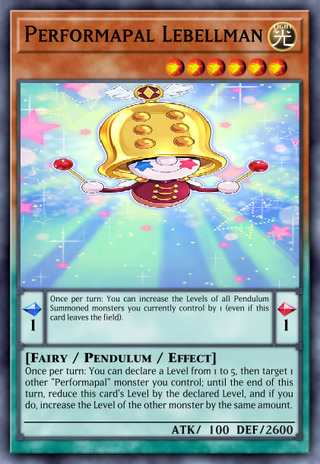 Performapal Lebellman
LIGHT
光
Once per turn: You can increase the Levels of all Pendulum
Summoned monsters you currently control by 1 (even if this
card leaves the field).
1
1
[Fairy / Pendulum / Effect]
Once per turn: You can declare a Level from 1 to 5, then target 1
other "Performapal" monster you control; until the end of this
turn, reduce this card's Level by the declared Level, and if you
do, increase the Level of the other monster by the same amount.
ATK/ 100 DEF/2600